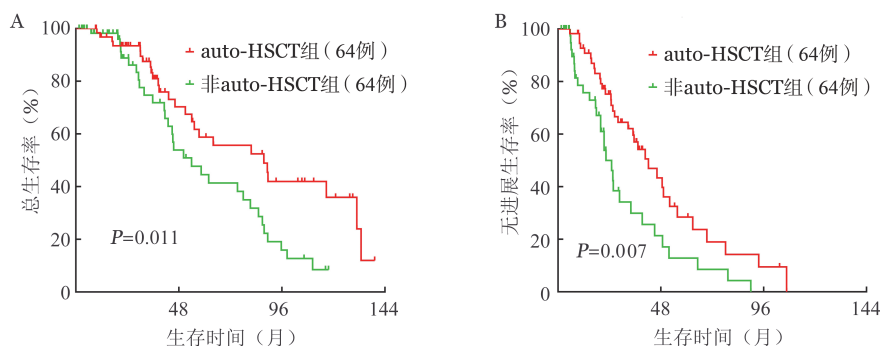 A
100
80
60
40
20
0
48
96
144
总生存率（%）
生存时间（月）
auto-HSCT组（64例）
非auto-HSCT组（64例）
P=0.011
B
100
80
60
40
20
0
48
96
144
无进展生存率（%）
生存时间（月）
auto-HSCT组（64例）
非auto-HSCT组（64例）
P=0.007